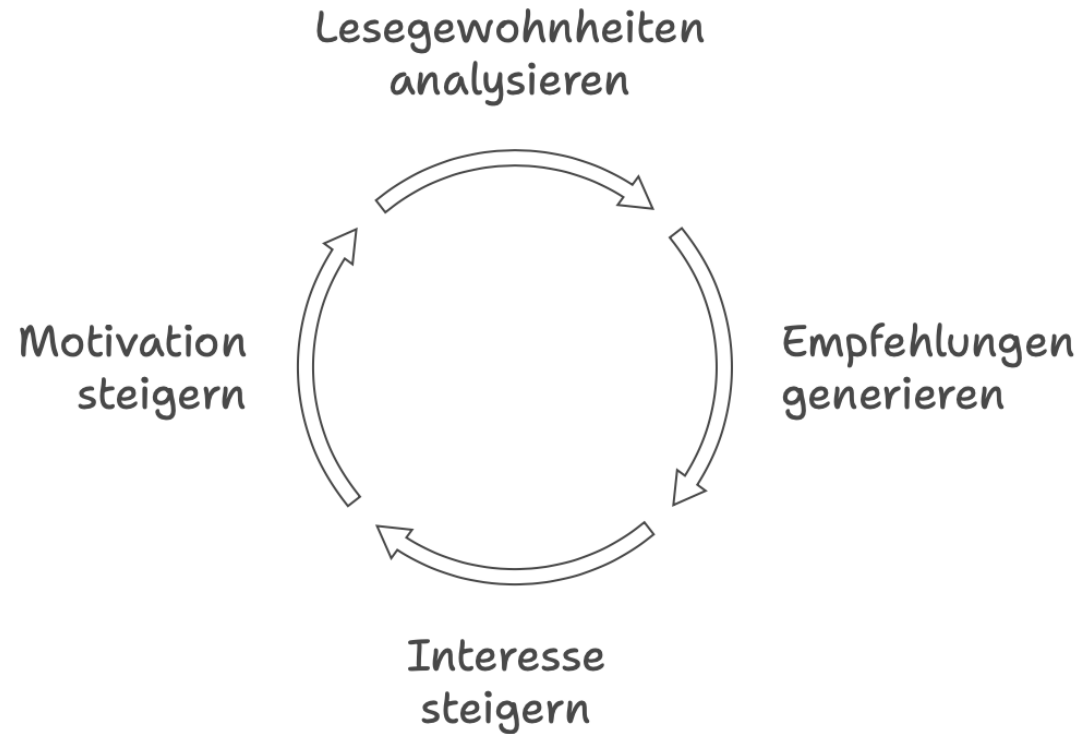 Lesegewohnheiten
analysieren
Motivation
steigern
Empfehlungen
generieren
Interesse
steigern